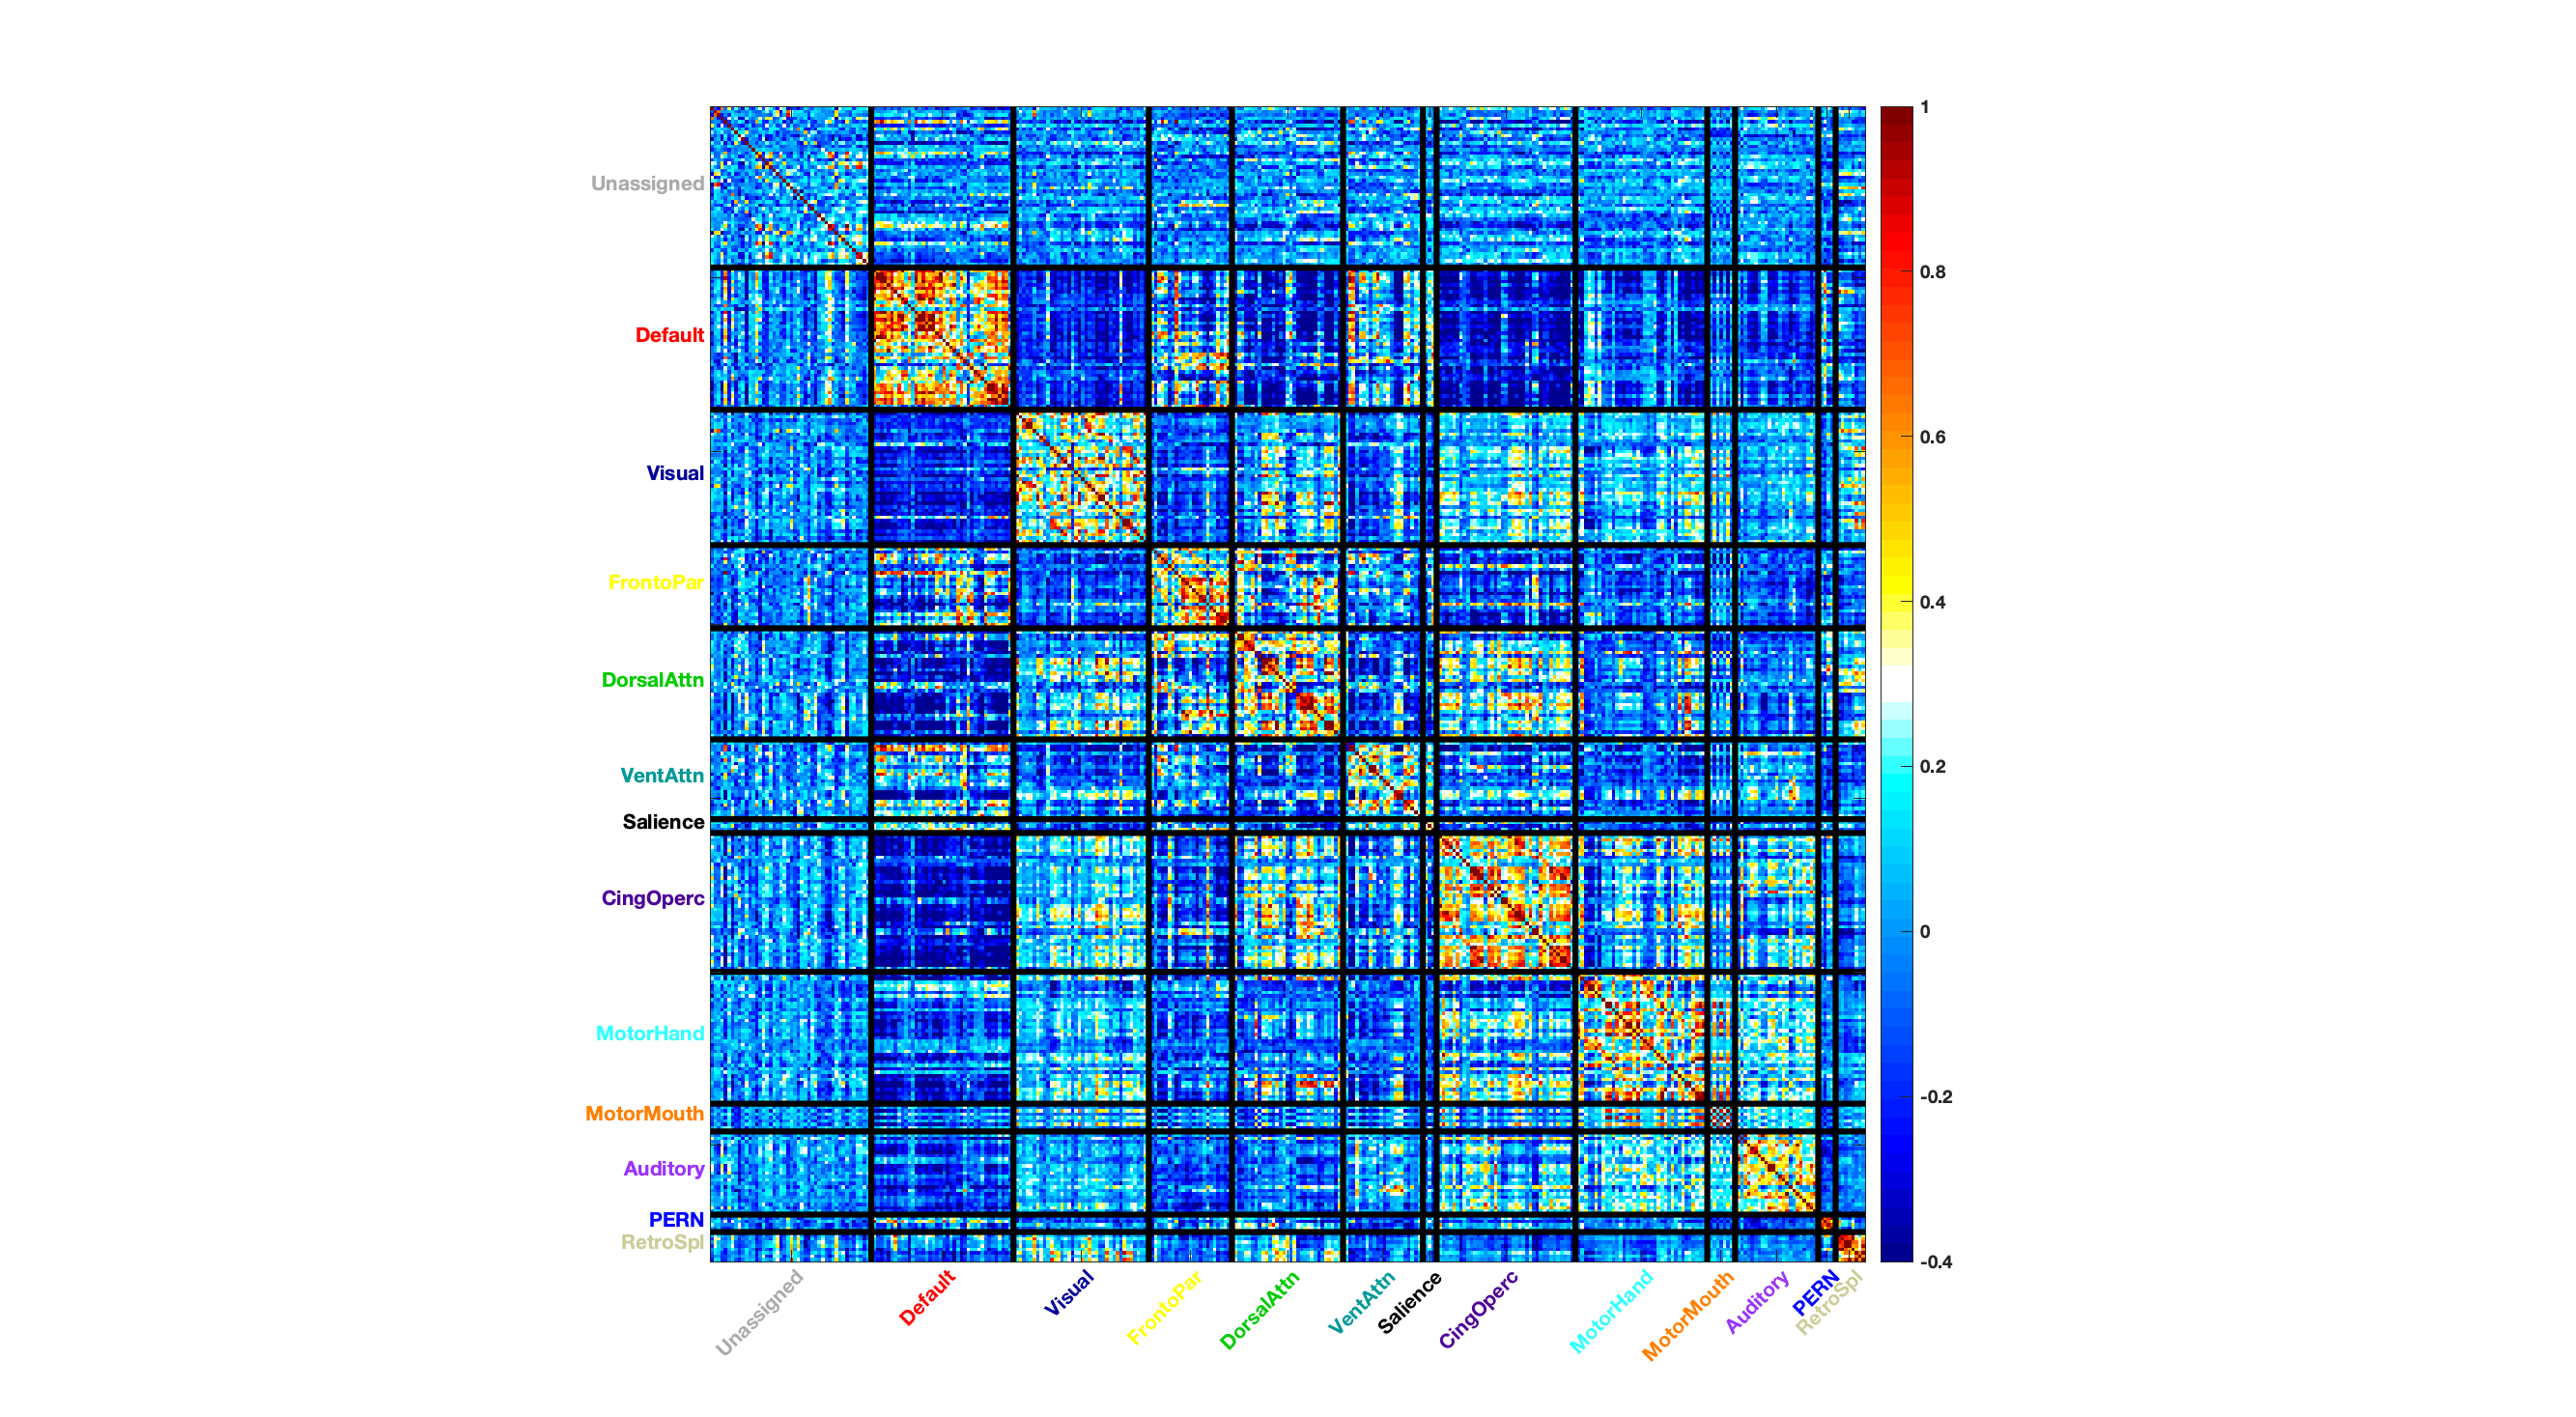 Unassigned
Default
Visual
FrontoPar
DorsalAttn
VentAttn
Salience
CingOperc
MotorHand
MotorMouth
Auditory
PERN
RetroSpl
Unassigned
Default
Visual
FrontoPar
DorsalAttn
VentAttn
Salience
CingOperc
MotorHand
MotorMouth
Auditory
PERN
RetroSpl
1
0.8
0.6
0.4
0.2
0
-0.2
-0.4